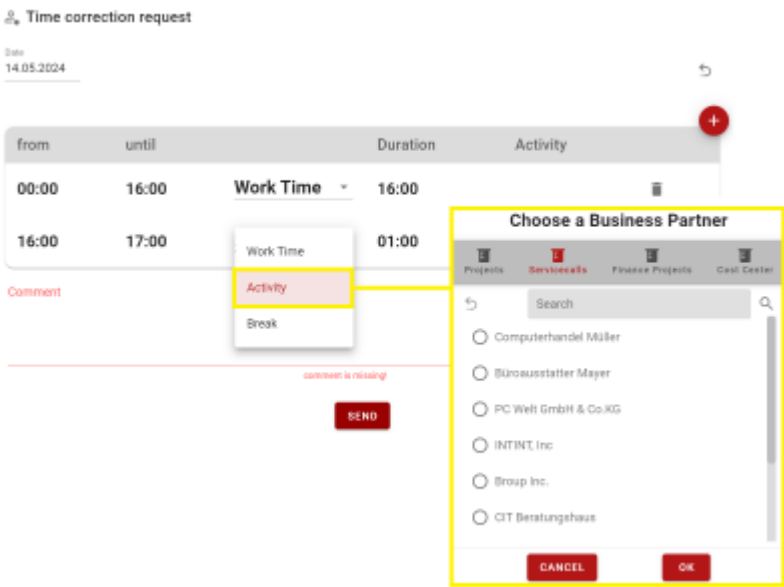 Time correction request
Date
14.05.2024
from until Duration Activity
00:00 16:00 Work Time 16:00
16:00 17:00 01:00
Work Time
Activity
Break
Comment
comment is missing!
SEND
Choose a Business Partner
Projects Servicecalls Finance Projects Cost Center
Search
Computerhandel Müller
Büroausstatter Mayer
PC Welt GmbH & Co.KG
INTINT, Inc
Broup Inc.
CIT Beratungshaus
CANCEL OK